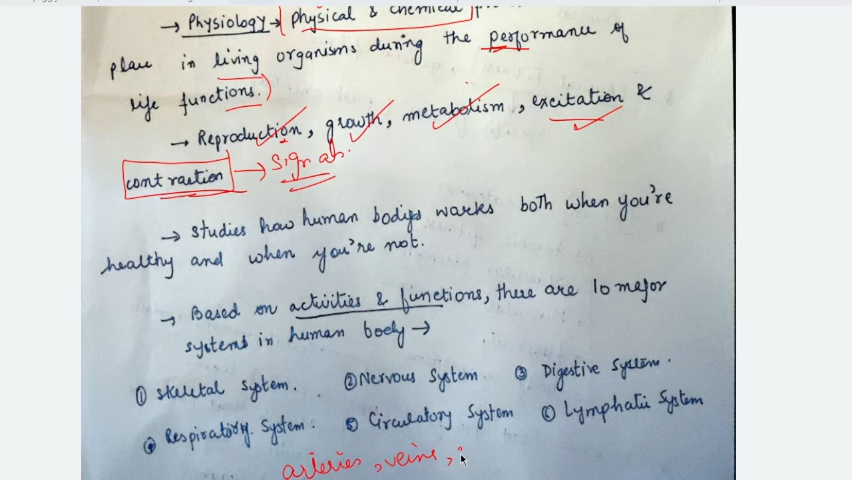 → Physiology → (Physical & chemical
place in living organisms during the performance of
life functions.)
→ Reproduction, growth, metabolism, excitation &
contraction → Signals.
→ Studies how human bodys works both when you're
healthy and when you're not.
→ Based on activities & functions, there are 10 major
systems in human body →
① Skeletal System. ② Nervous System ③ Digestive System.
④ Respiratory System. ⑤ Circulatory System ⑥ Lymphatic System
arteries, veins,